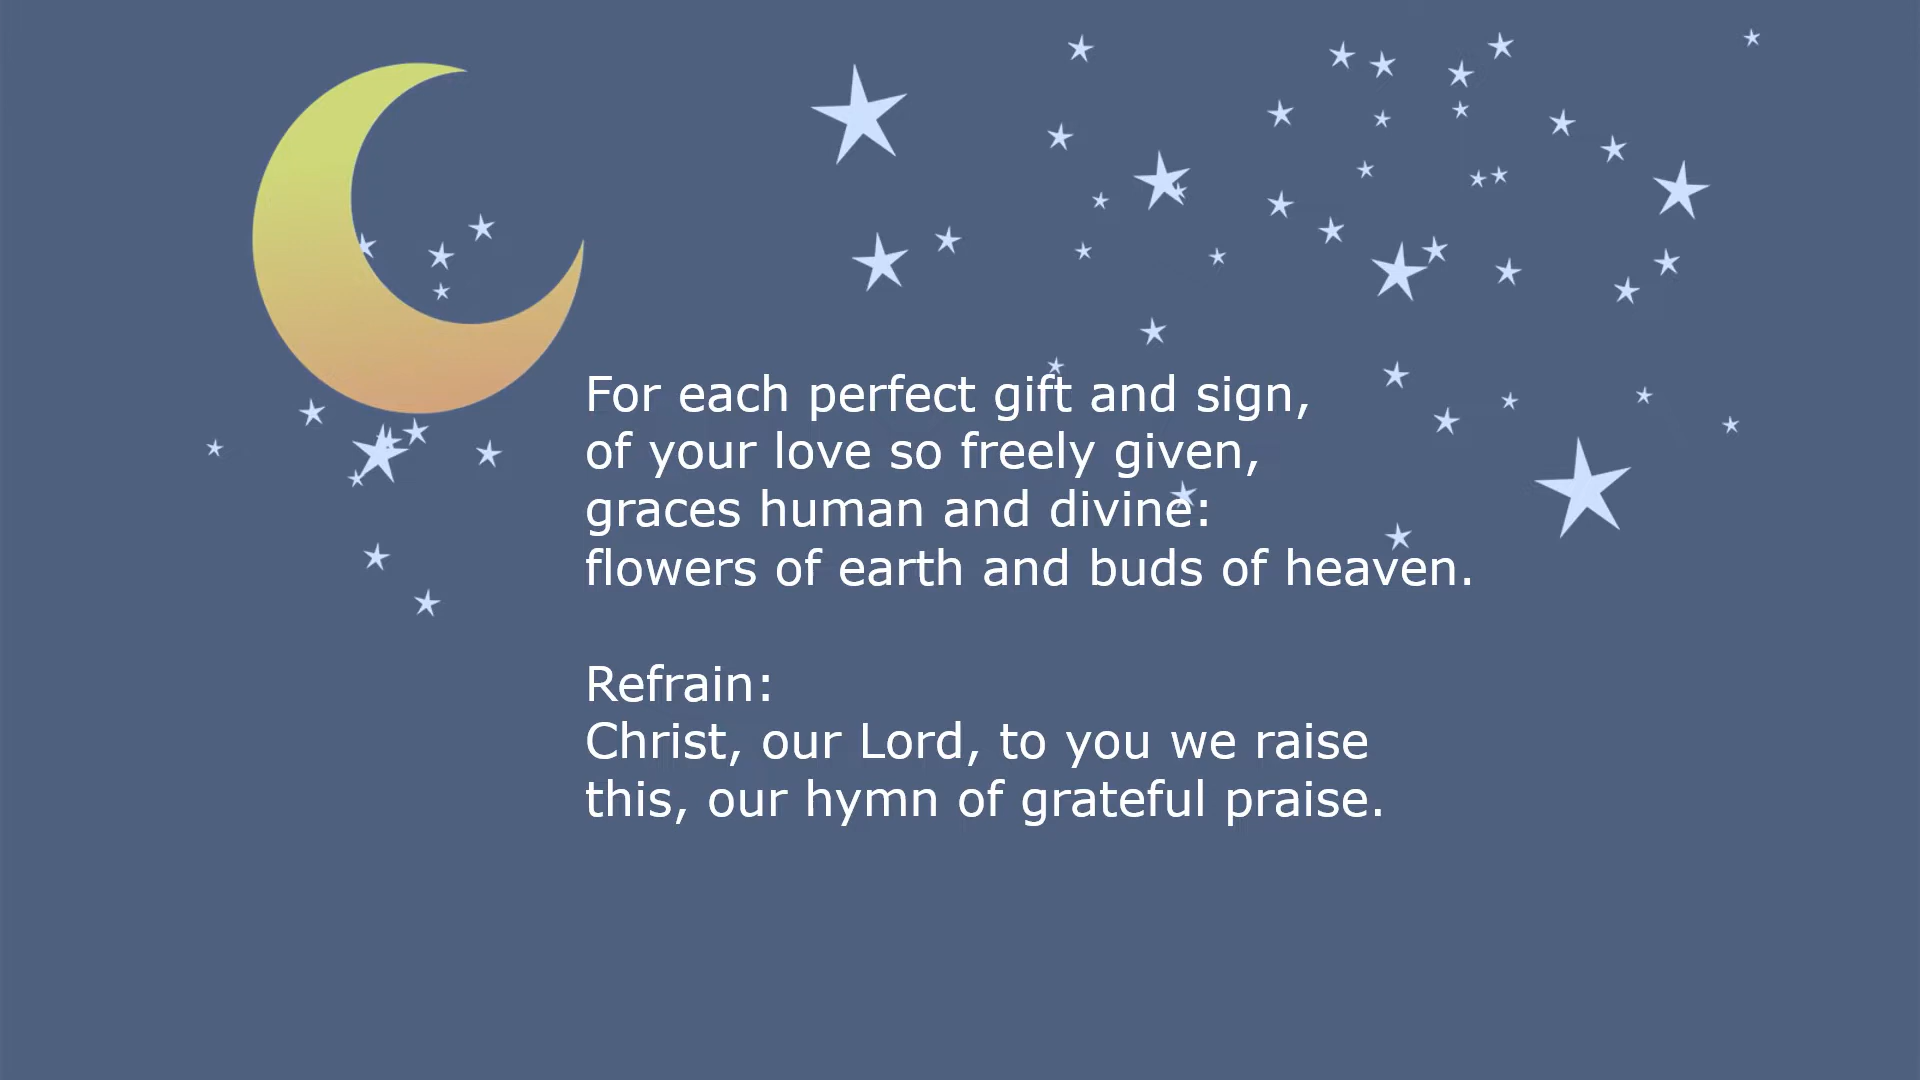 For each perfect gift and sign,
of your love so freely given,
graces human and divine:
flowers of earth and buds of heaven.
Refrain:
Christ, our Lord, to you we raise
this, our hymn of grateful praise.